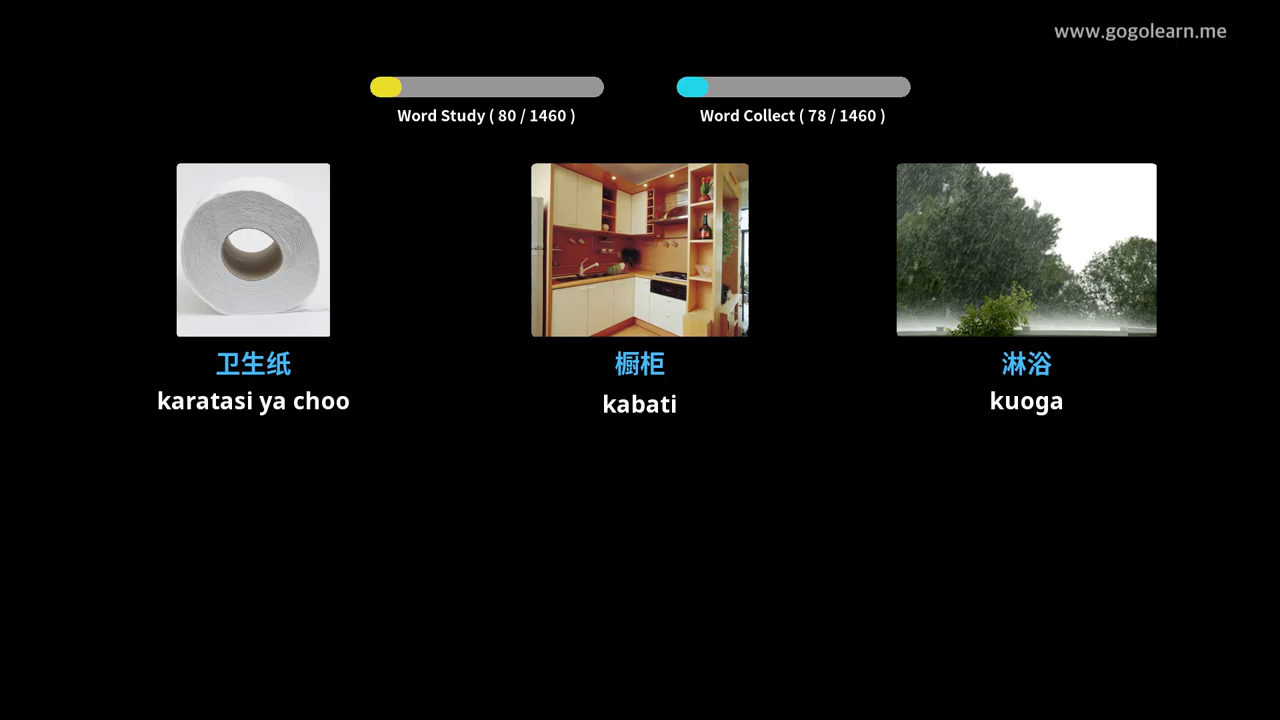 www.gogolearn.me
Word Study ( 80 / 1460 )
Word Collect ( 78 / 1460 )
卫生纸
karatasi ya choo
橱柜
kabati
淋浴
kuoga